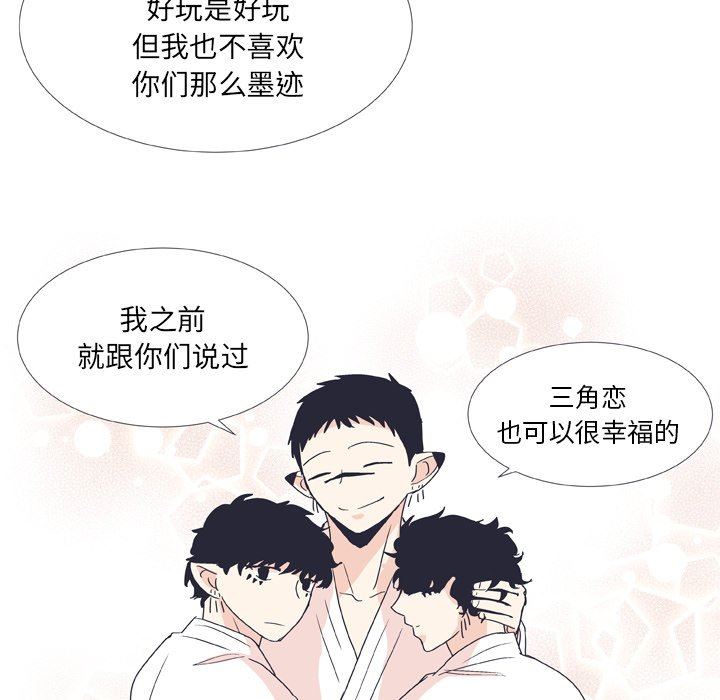 好玩是好玩
但我也不喜欢
你们那么墨迹
我之前
就跟你们说过
三角恋
也可以很幸福的